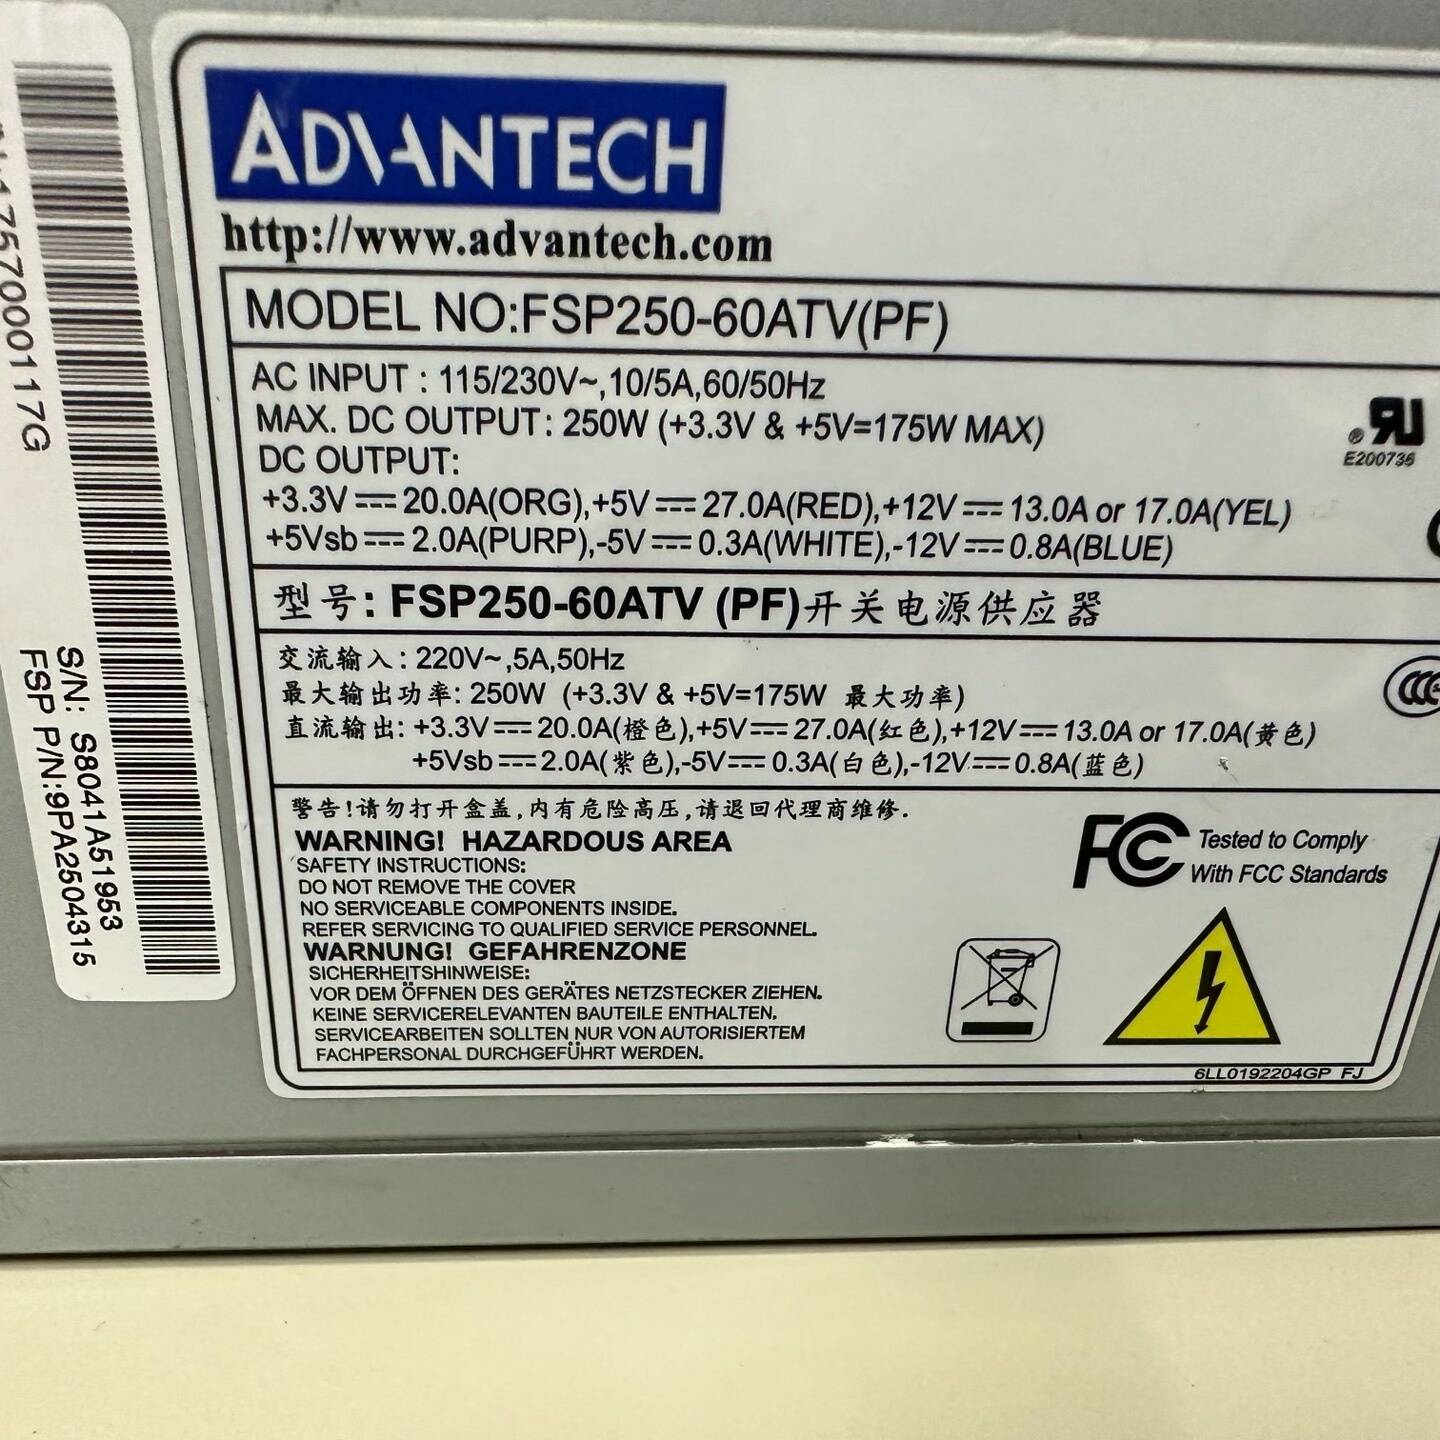 ADVANTECH
http://www.advantech.com
MODEL NO:FSP250-60ATV(PF)
AC INPUT : 115/230V~,10/5A,60/50Hz
MAX. DC OUTPUT: 250W (+3.3V & +5V=175W MAX)
DC OUTPUT:
+3.3V⎓20.0A(ORG),+5V⎓27.0A(RED),+12V⎓13.0A or 17.0A(YEL)
+5Vsb⎓2.0A(PURP),-5V⎓0.3A(WHITE),-12V⎓0.8A(BLUE)
®
E200736
型号: FSP250-60ATV (PF)开关电源供应器
交流输入: 220V~,5A,50Hz
最大输出功率: 250W (+3.3V & +5V=175W 最大功率)
直流输出: +3.3V⎓20.0A(橙色),+5V⎓27.0A(红色),+12V⎓13.0A or 17.0A(黄色)
+5Vsb⎓2.0A(紫色),-5V⎓0.3A(白色),-12V⎓0.8A(蓝色)
警告!请勿打开盒盖,内有危险高压,请退回代理商维修.
WARNING! HAZARDOUS AREA
SAFETY INSTRUCTIONS:
DO NOT REMOVE THE COVER
NO SERVICEABLE COMPONENTS INSIDE.
REFER SERVICING TO QUALIFIED SERVICE PERSONNEL.
WARNUNG! GEFAHRENZONE
SICHERHEITSHINWEISE:
VOR DEM ÖFFNEN DES GERÄTES NETZSTECKER ZIEHEN.
KEINE SERVICERELEVANTEN BAUTEILE ENTHALTEN.
SERVICEARBEITEN SOLLTEN NUR VON AUTORISIERTEM
FACHPERSONAL DURCHGEFÜHRT WERDEN.
FC Tested to Comply
With FCC Standards
6LL0192204GP FJ
S/N: S8041A51953
FSP P/N:9PA2504315